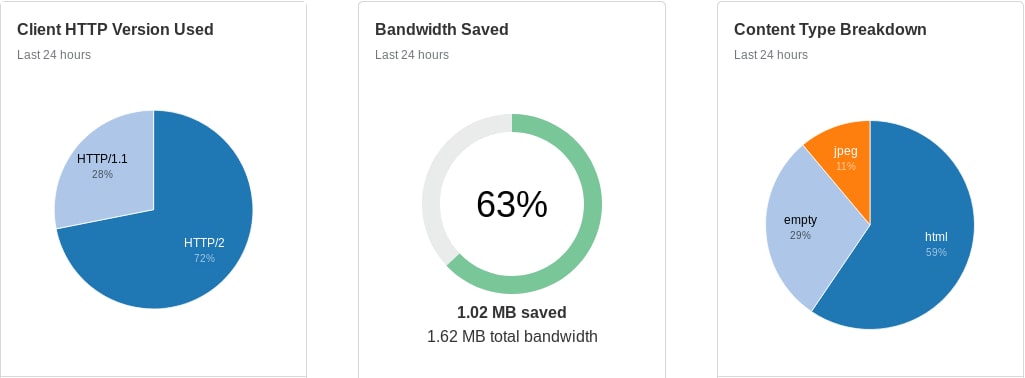 Client HTTP Version Used
Last 24 hours
HTTP/1.1
28%
HTTP/2
72%
Bandwidth Saved
Last 24 hours
63%
1.02 MB saved
1.62 MB total bandwidth
Content Type Breakdown
Last 24 hours
jpeg
11%
empty
29%
html
59%